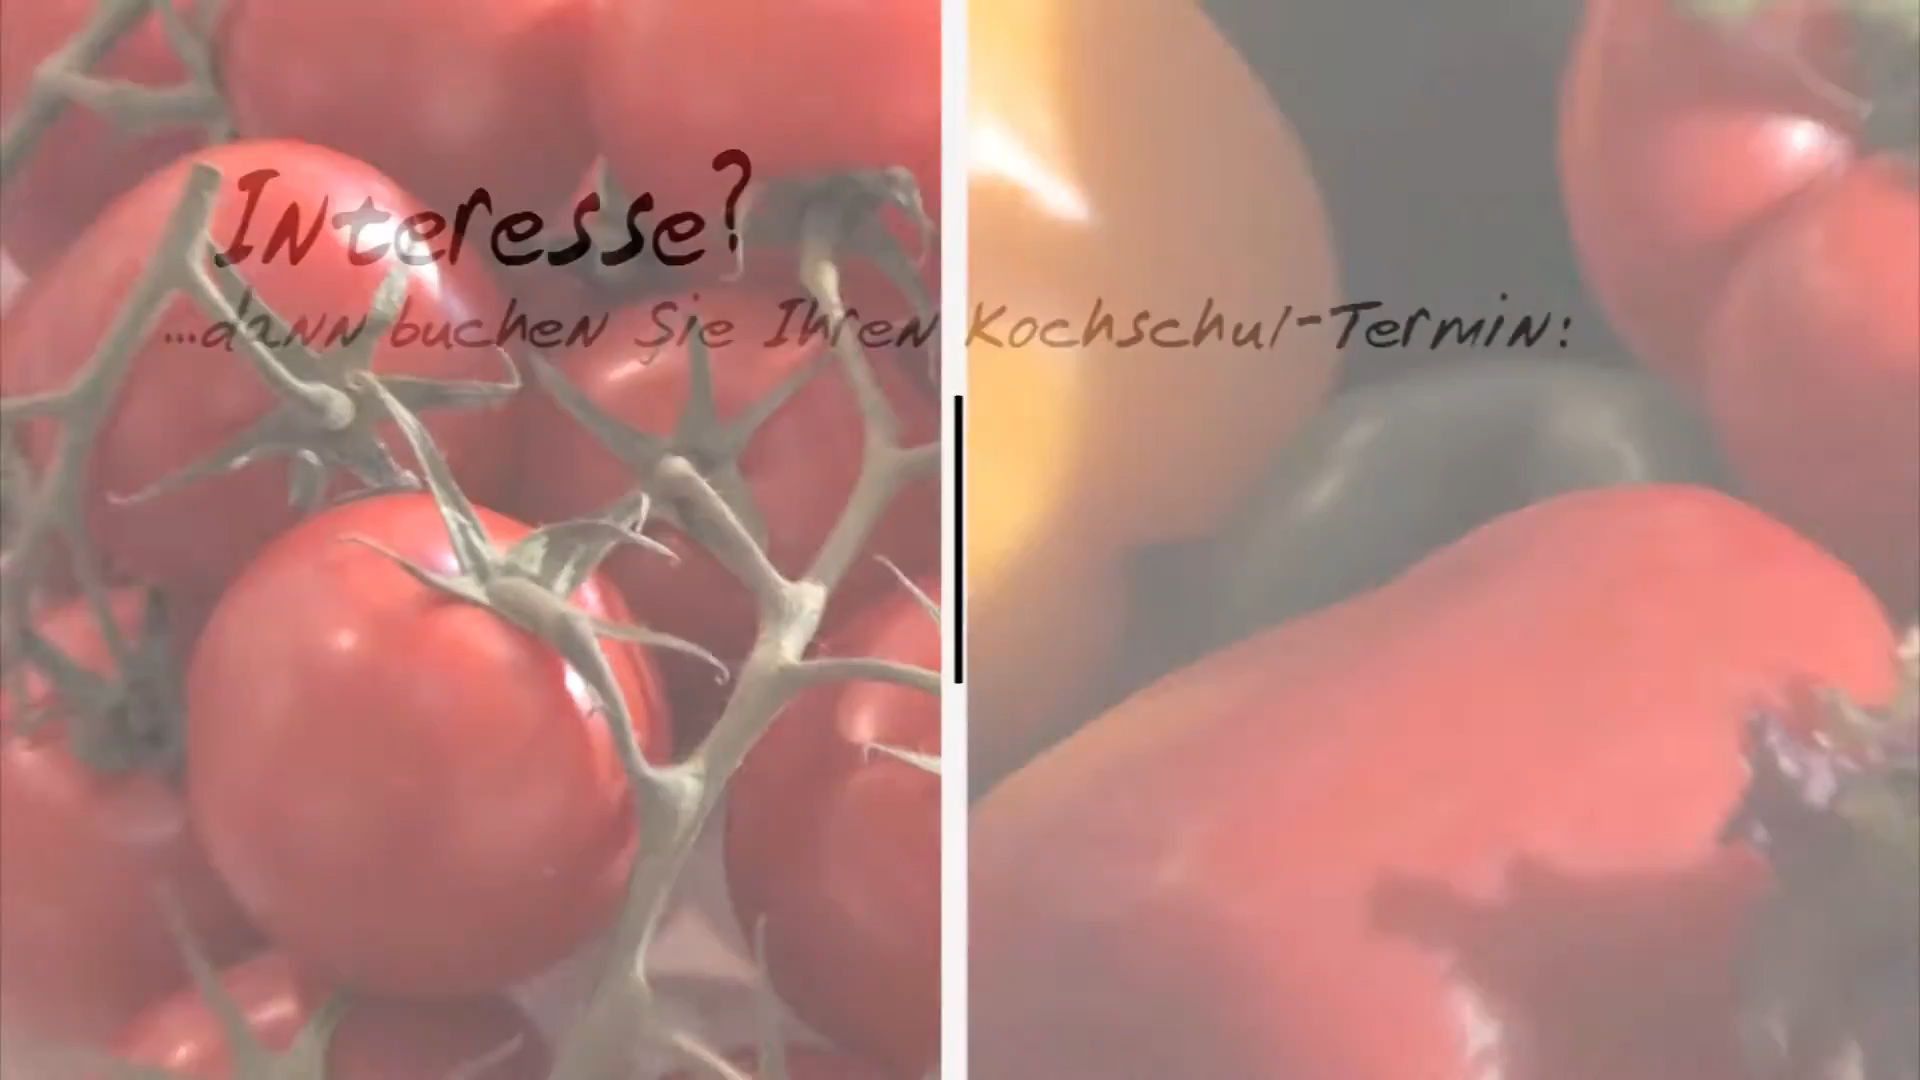 Interesse?
...dann buchen Sie Ihren Kochschul-Termin: